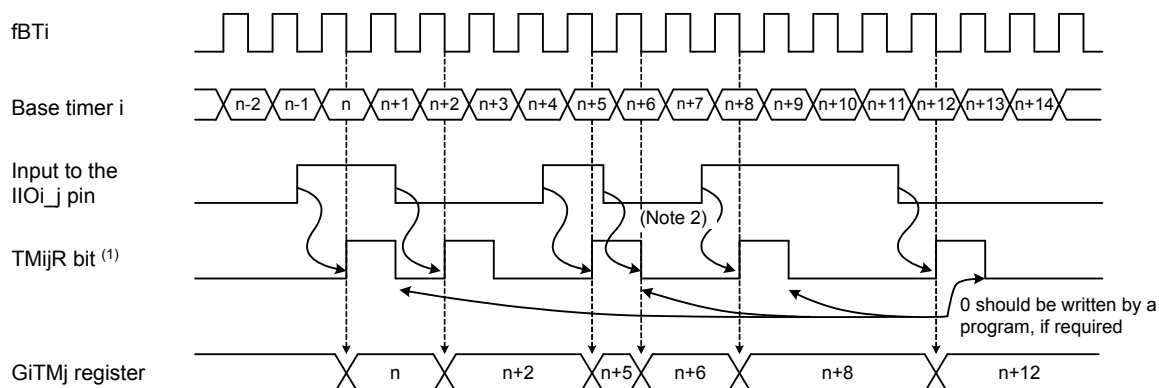 fBTi
Base timer i
n-2 n-1 n n+1 n+2 n+3 n+4 n+5 n+6 n+7 n+8 n+9 n+10 n+11 n+12 n+13 n+14
Input to the
IIOi_j pin
(Note 2)
TMijR bit (1)
0 should be written by a
program, if required
GiTMj register
n n+2 n+5 n+6 n+8 n+12